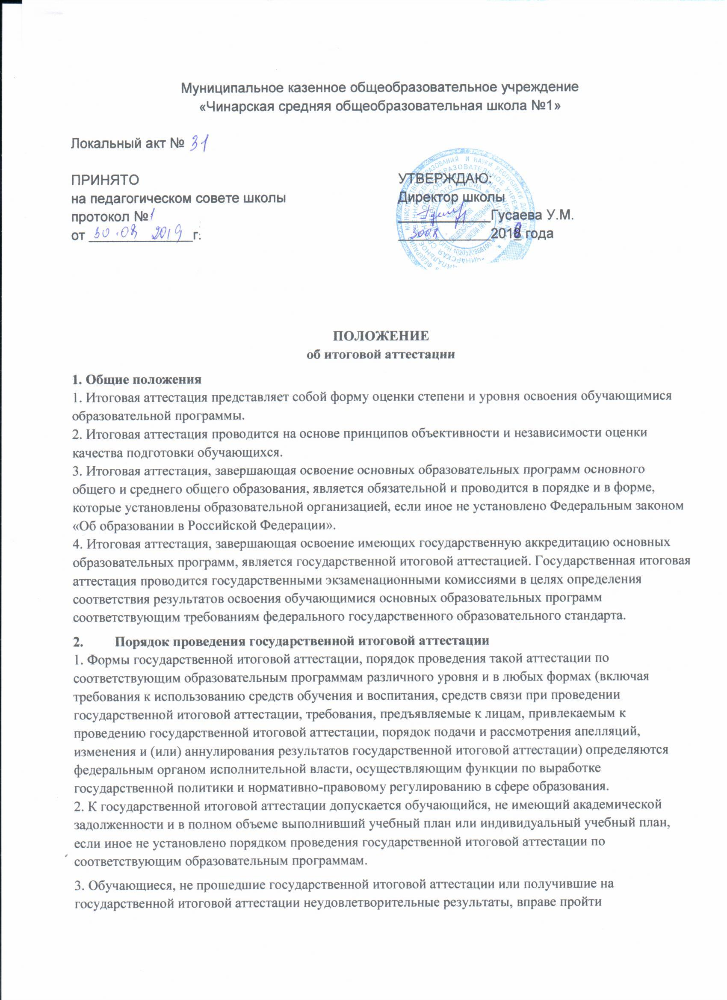 Муниципальное казенное общеобразовательное учреждение
«Чинарская средняя общеобразовательная школа №1»
Локальный акт № 31
ПРИНЯТО
на педагогическом совете школы
протокол №1
от 30.08 2019 г.
УТВЕРЖДАЮ:
Директор школы
Гусаева У.М.
3008 2018 года
ОБРАЗОВАНИЯ И НАУКИ РЕСПУБЛИКИ ДАГЕСТАН
ОГРН 1020500866100
ПОЛОЖЕНИЕ
об итоговой аттестации
1. Общие положения
1. Итоговая аттестация представляет собой форму оценки степени и уровня освоения обучающимися
образовательной программы.
2. Итоговая аттестация проводится на основе принципов объективности и независимости оценки
качества подготовки обучающихся.
3. Итоговая аттестация, завершающая освоение основных образовательных программ основного
общего и среднего общего образования, является обязательной и проводится в порядке и в форме,
которые установлены образовательной организацией, если иное не установлено Федеральным законом
«Об образовании в Российской Федерации».
4. Итоговая аттестация, завершающая освоение имеющих государственную аккредитацию основных
образовательных программ, является государственной итоговой аттестацией. Государственная итоговая
аттестация проводится государственными экзаменационными комиссиями в целях определения
соответствия результатов освоения обучающимися основных образовательных программ
соответствующим требованиям федерального государственного образовательного стандарта.
2. Порядок проведения государственной итоговой аттестации
1. Формы государственной итоговой аттестации, порядок проведения такой аттестации по
соответствующим образовательным программам различного уровня и в любых формах (включая
требования к использованию средств обучения и воспитания, средств связи при проведении
государственной итоговой аттестации, требования, предъявляемые к лицам, привлекаемым к
проведению государственной итоговой аттестации, порядок подачи и рассмотрения апелляций,
изменения и (или) аннулирования результатов государственной итоговой аттестации) определяются
федеральным органом исполнительной власти, осуществляющим функции по выработке
государственной политики и нормативно-правовому регулированию в сфере образования.
2. К государственной итоговой аттестации допускается обучающийся, не имеющий академической
задолженности и в полном объеме выполнивший учебный план или индивидуальный учебный план,
если иное не установлено порядком проведения государственной итоговой аттестации по
соответствующим образовательным программам.
3. Обучающиеся, не прошедшие государственной итоговой аттестации или получившие на
государственной итоговой аттестации неудовлетворительные результаты, вправе пройти